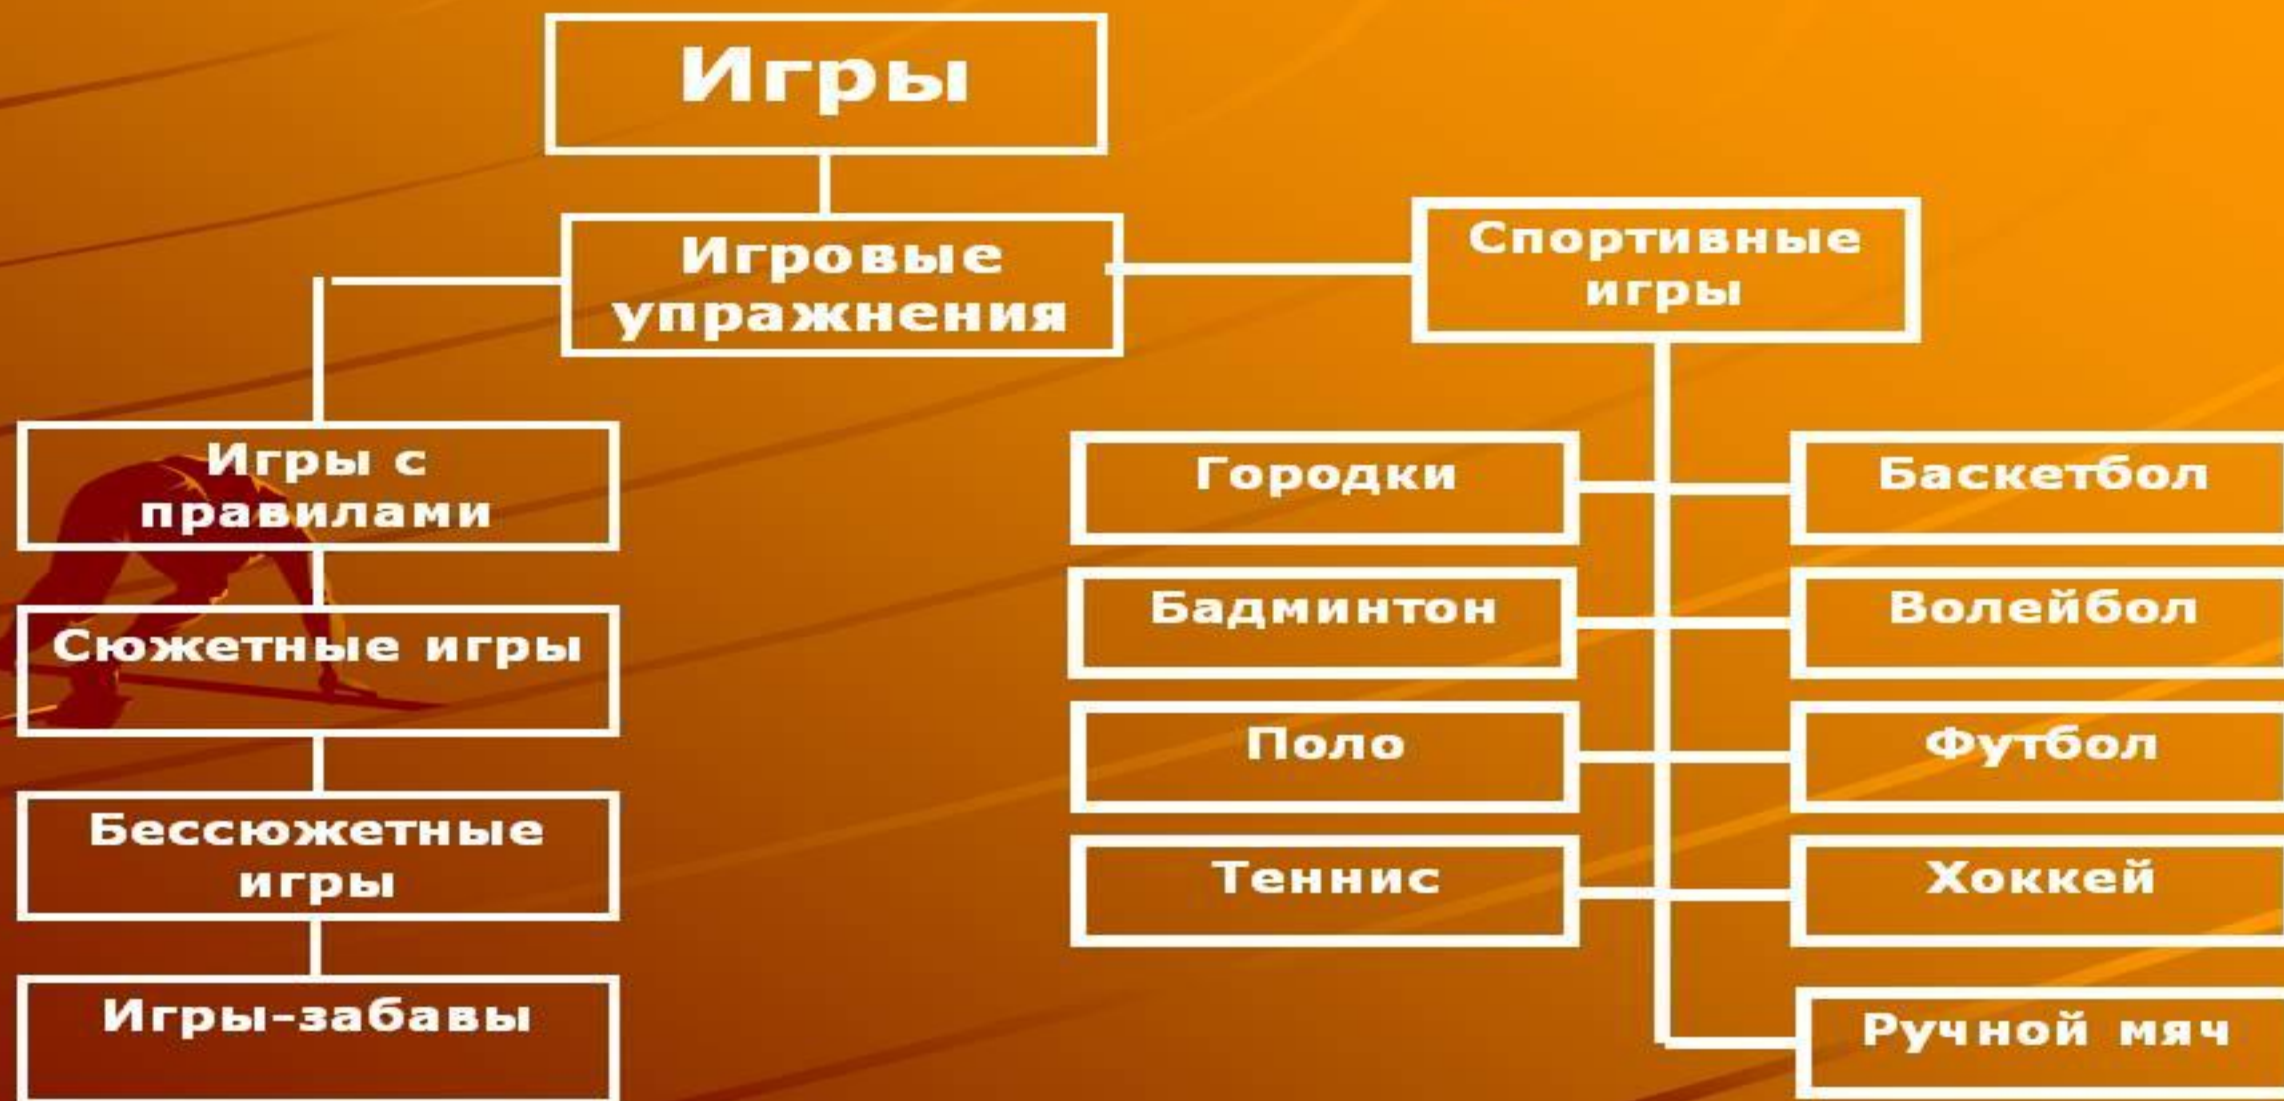 Игры
Игровые
упражнения
Спортивные
игры
Игры с
правилами
Сюжетные игры
Бессюжетные
игры
Игры-забавы
Городки
Баскетбол
Бадминтон
Волейбол
Поло
Футбол
Теннис
Хоккей
Ручной мяч